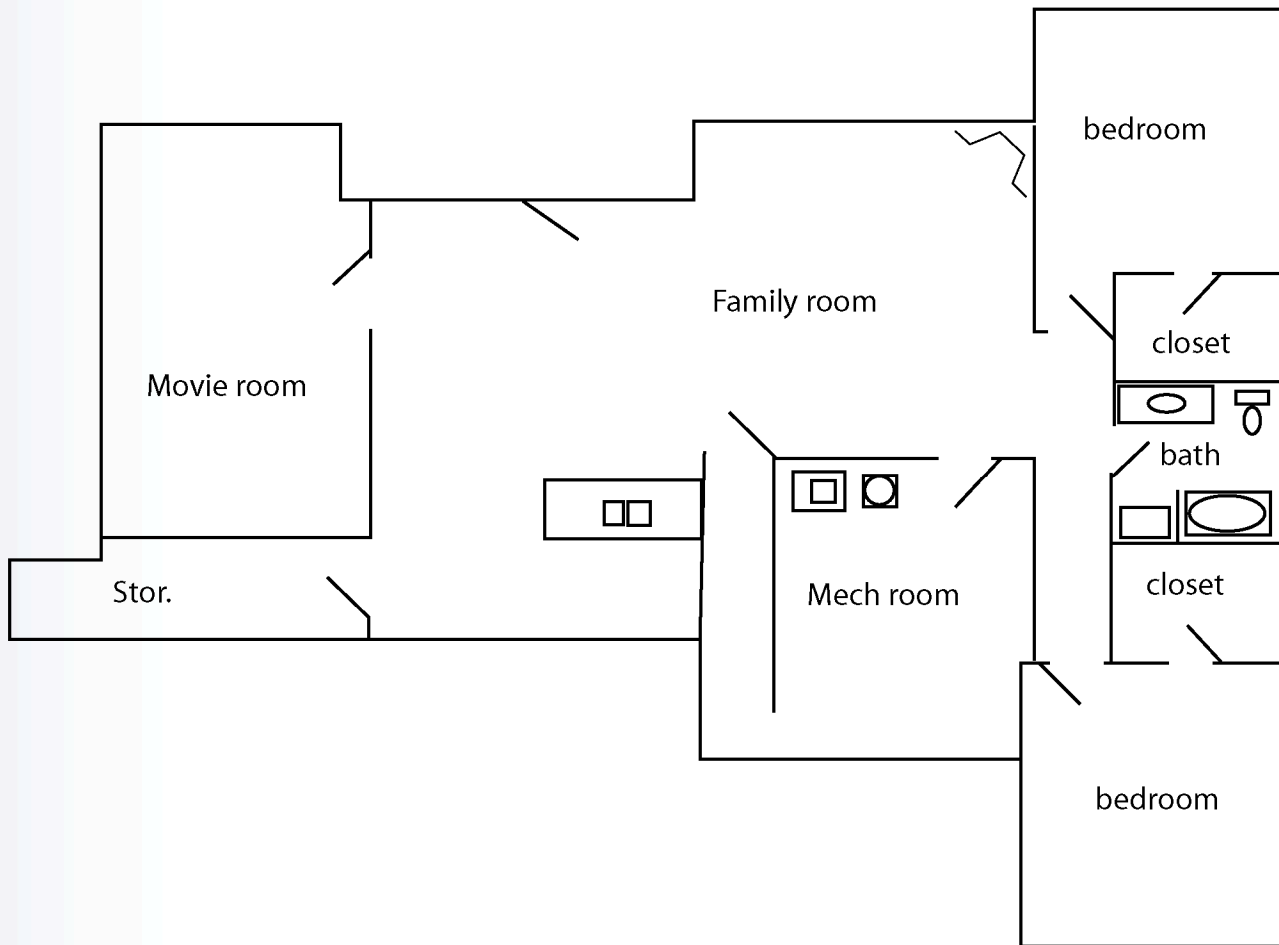 bedroom
Family room
closet
Movie room
bath
Stor.
Mech room
closet
bedroom